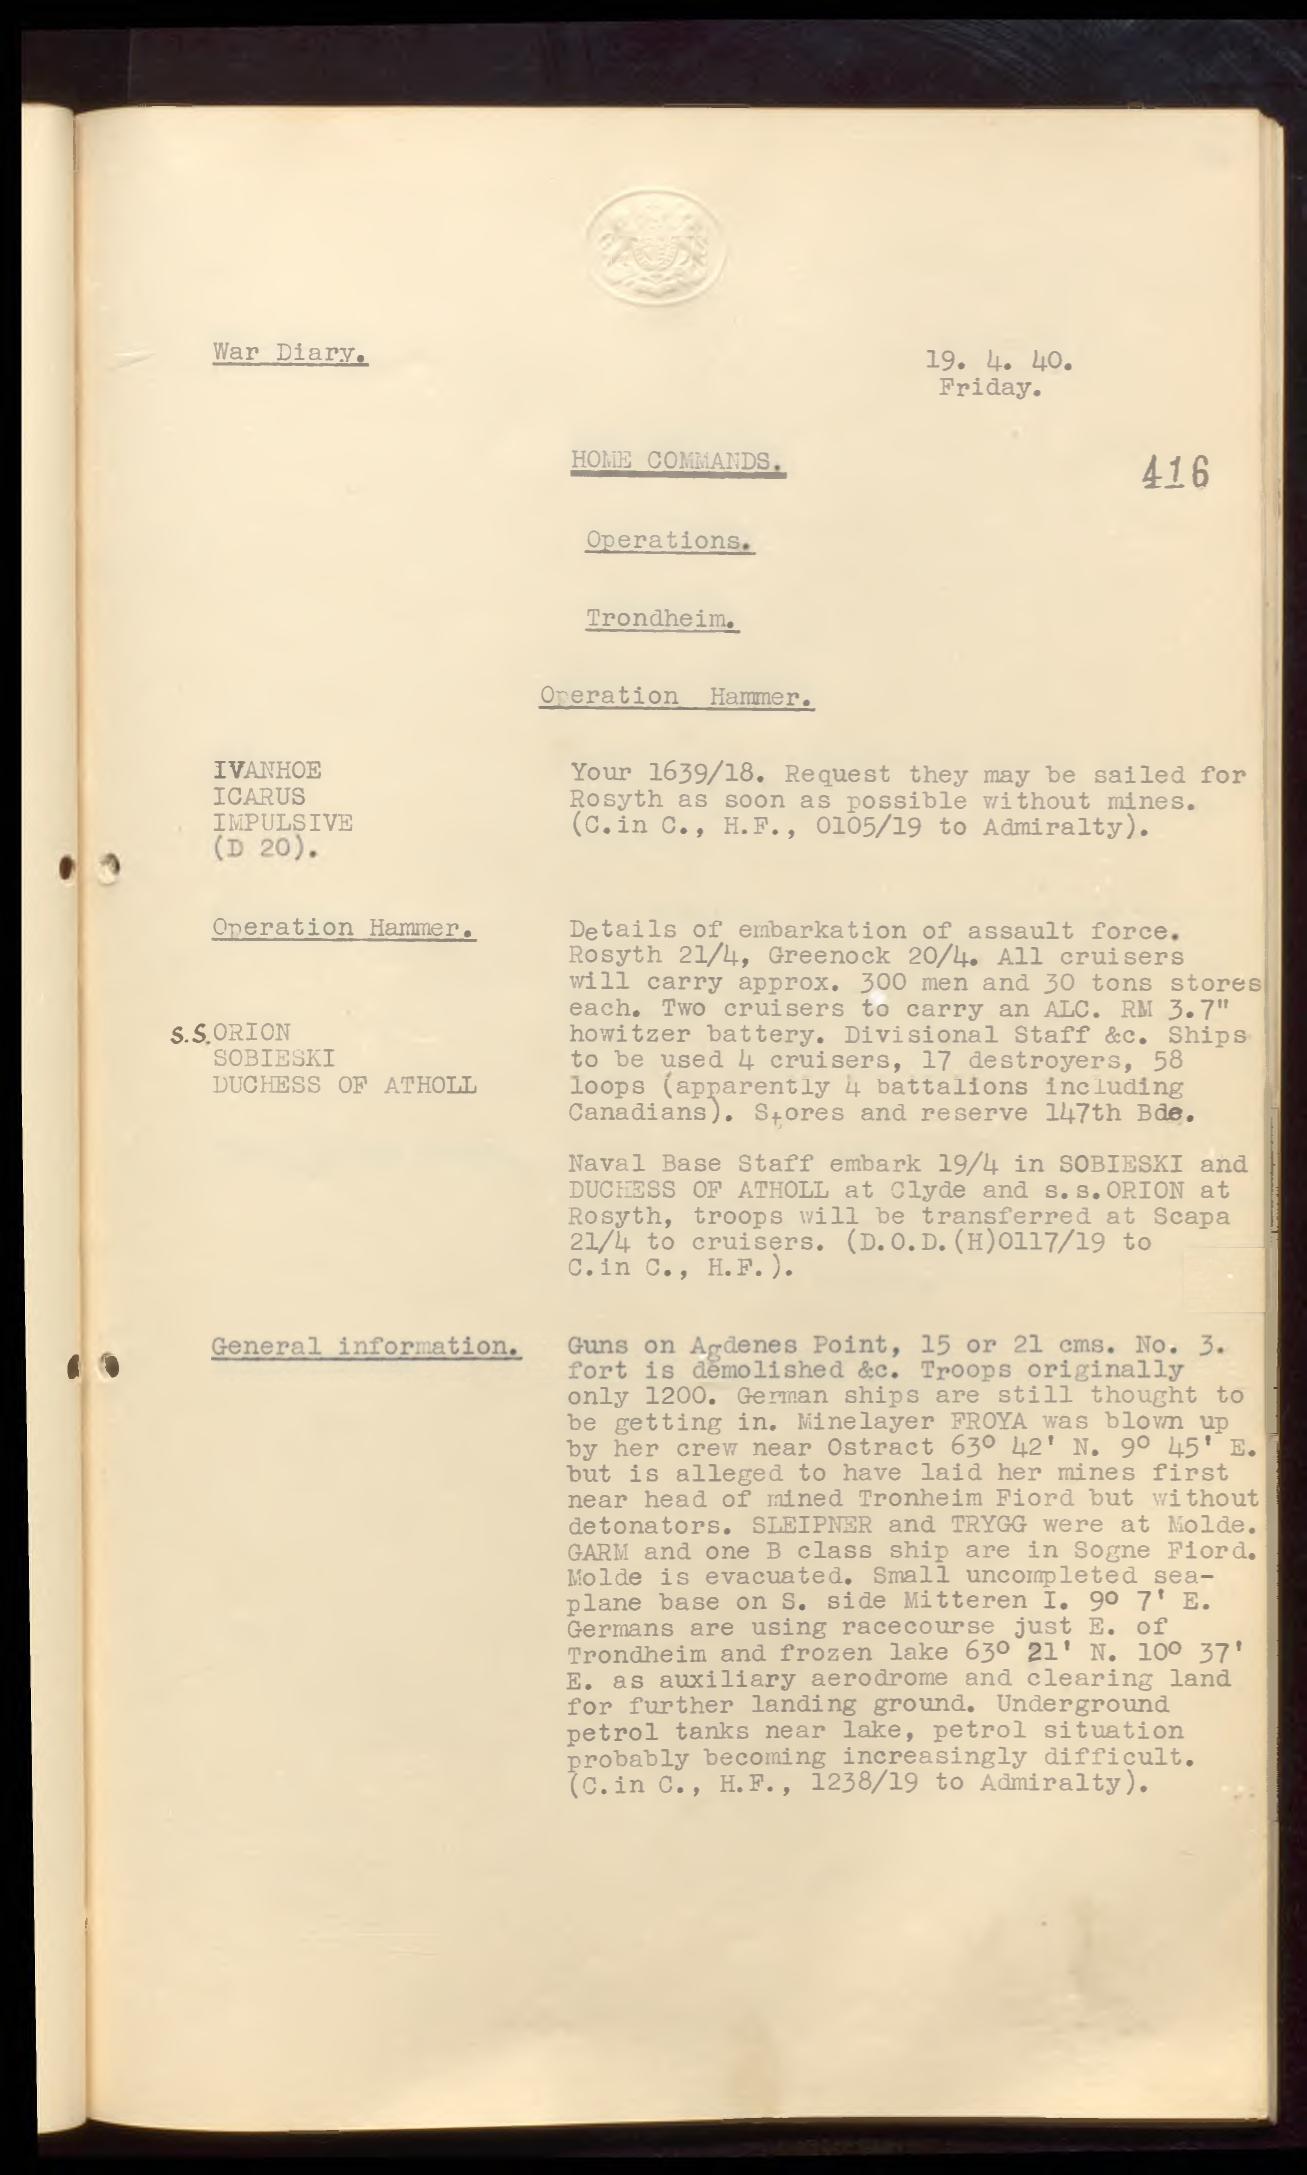 War Diary.
19. 4. 40.
Friday.
HOME COMMANDS.
416
Operations.
Trondheim.
Operation Hammer.
IVANHOE
ICARUS
IMPULSIVE
(D 20).
Your 1639/18. Request they may be sailed for
Rosyth as soon as possible without mines.
(C.in C., H.F., 0105/19 to Admiralty).
Operation Hammer.
S.S.ORION
SOBIESKI
DUCHESS OF ATHOLL
Details of embarkation of assault force.
Rosyth 21/4, Greenock 20/4. All cruisers
will carry approx. 300 men and 30 tons stores
each. Two cruisers to carry an ALC. RM 3.7"
howitzer battery. Divisional Staff &c. Ships
to be used 4 cruisers, 17 destroyers, 58
loops (apparently 4 battalions including
Canadians). Stores and reserve 147th Bde.
Naval Base Staff embark 19/4 in SOBIESKI and
DUCHESS OF ATHOLL at Clyde and s.s.ORION at
Rosyth, troops will be transferred at Scapa
21/4 to cruisers. (D.O.D.(H)0117/19 to
C.in C., H.F.).
General information.
Guns on Agdenes Point, 15 or 21 cms. No. 3.
fort is demolished &c. Troops originally
only 1200. German ships are still thought to
be getting in. Minelayer FROYA was blown up
by her crew near Ostract 63° 42' N. 9° 45' E.
but is alleged to have laid her mines first
near head of mined Tronheim Fiord but without
detonators. SLEIPNER and TRYGG were at Molde.
GARM and one B class ship are in Sogne Fiord.
Molde is evacuated. Small uncompleted sea-
plane base on S. side Mitteren I. 9° 7' E.
Germans are using racecourse just E. of
Trondheim and frozen lake 63° 21' N. 10° 37'
E. as auxiliary aerodrome and clearing land
for further landing ground. Underground
petrol tanks near lake, petrol situation
probably becoming increasingly difficult.
(C.in C., H.F., 1238/19 to Admiralty).